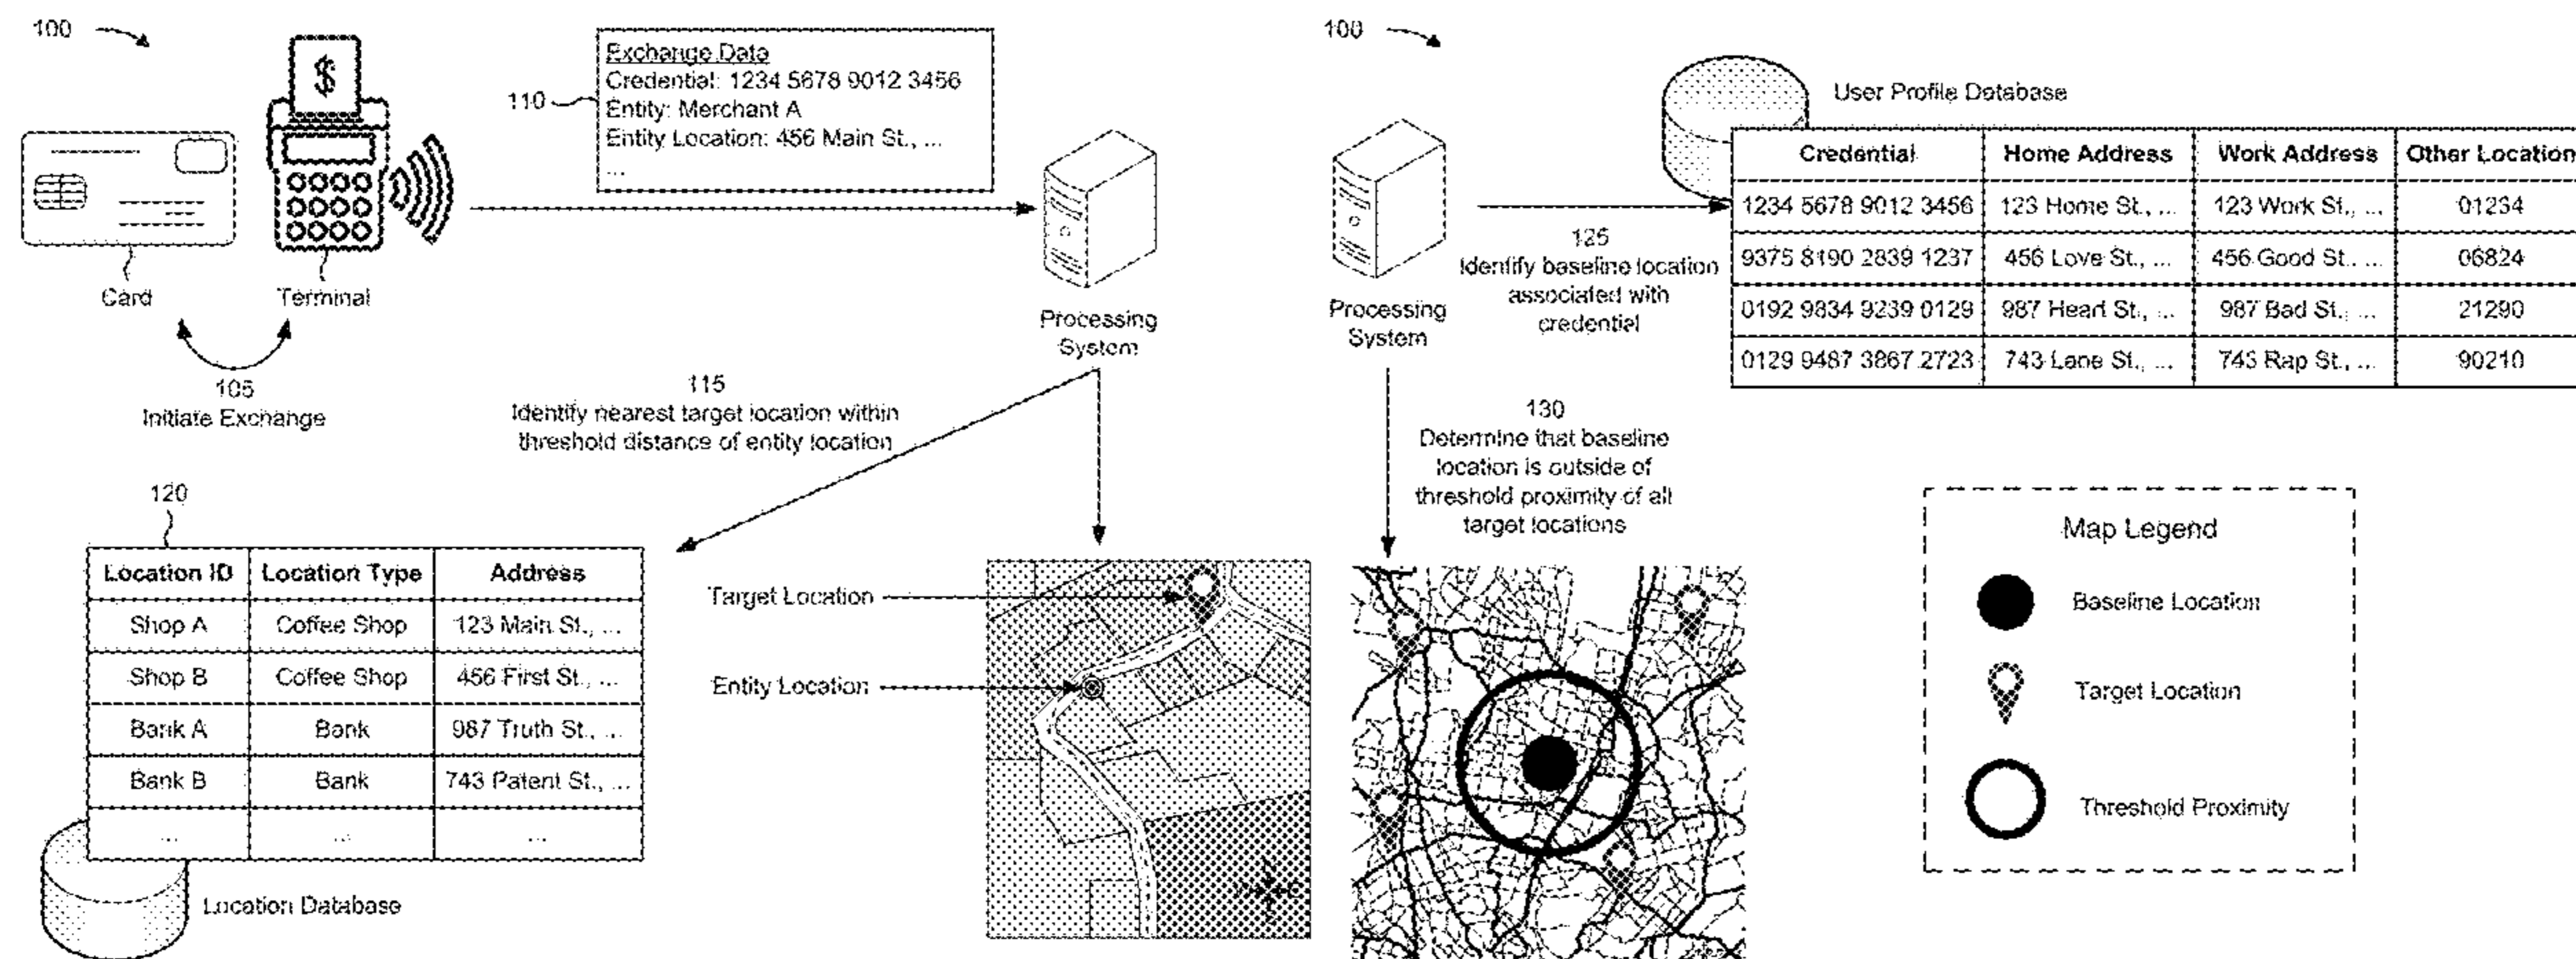 100
Exchange Data
Credential: 1234 5678 9012 3456
Entity: Merchant A
Entity Location: 456 Main St., ...
...
110
$
Card
Terminal
105
Initiate Exchange
Processing
System
115
Identify nearest target location within
threshold distance of entity location
120
Location ID Location Type Address
Shop A Coffee Shop 123 Main St., ...
Shop B Coffee Shop 456 First St., ...
Bank A Bank 987 Truth St., ...
Bank B Bank 743 Patent St., ...
... ... ...
Location Database
Target Location
Entity Location
100
User Profile Database
Credential Home Address Work Address Other Location
1234 5678 9012 3456 123 Home St., ... 123 Work St., ... 01234
9375 8190 2839 1237 456 Love St., ... 456 Good St., ... 06824
0192 9834 9239 0129 987 Heart St., ... 987 Bad St., ... 21290
0129 9487 3867 2723 743 Lane St., ... 743 Rap St., ... 90210
125
Identify baseline location
associated with
credential
Processing
System
130
Determine that baseline
location is outside of
threshold proximity of all
target locations
Map Legend
Baseline Location
Target Location
Threshold Proximity